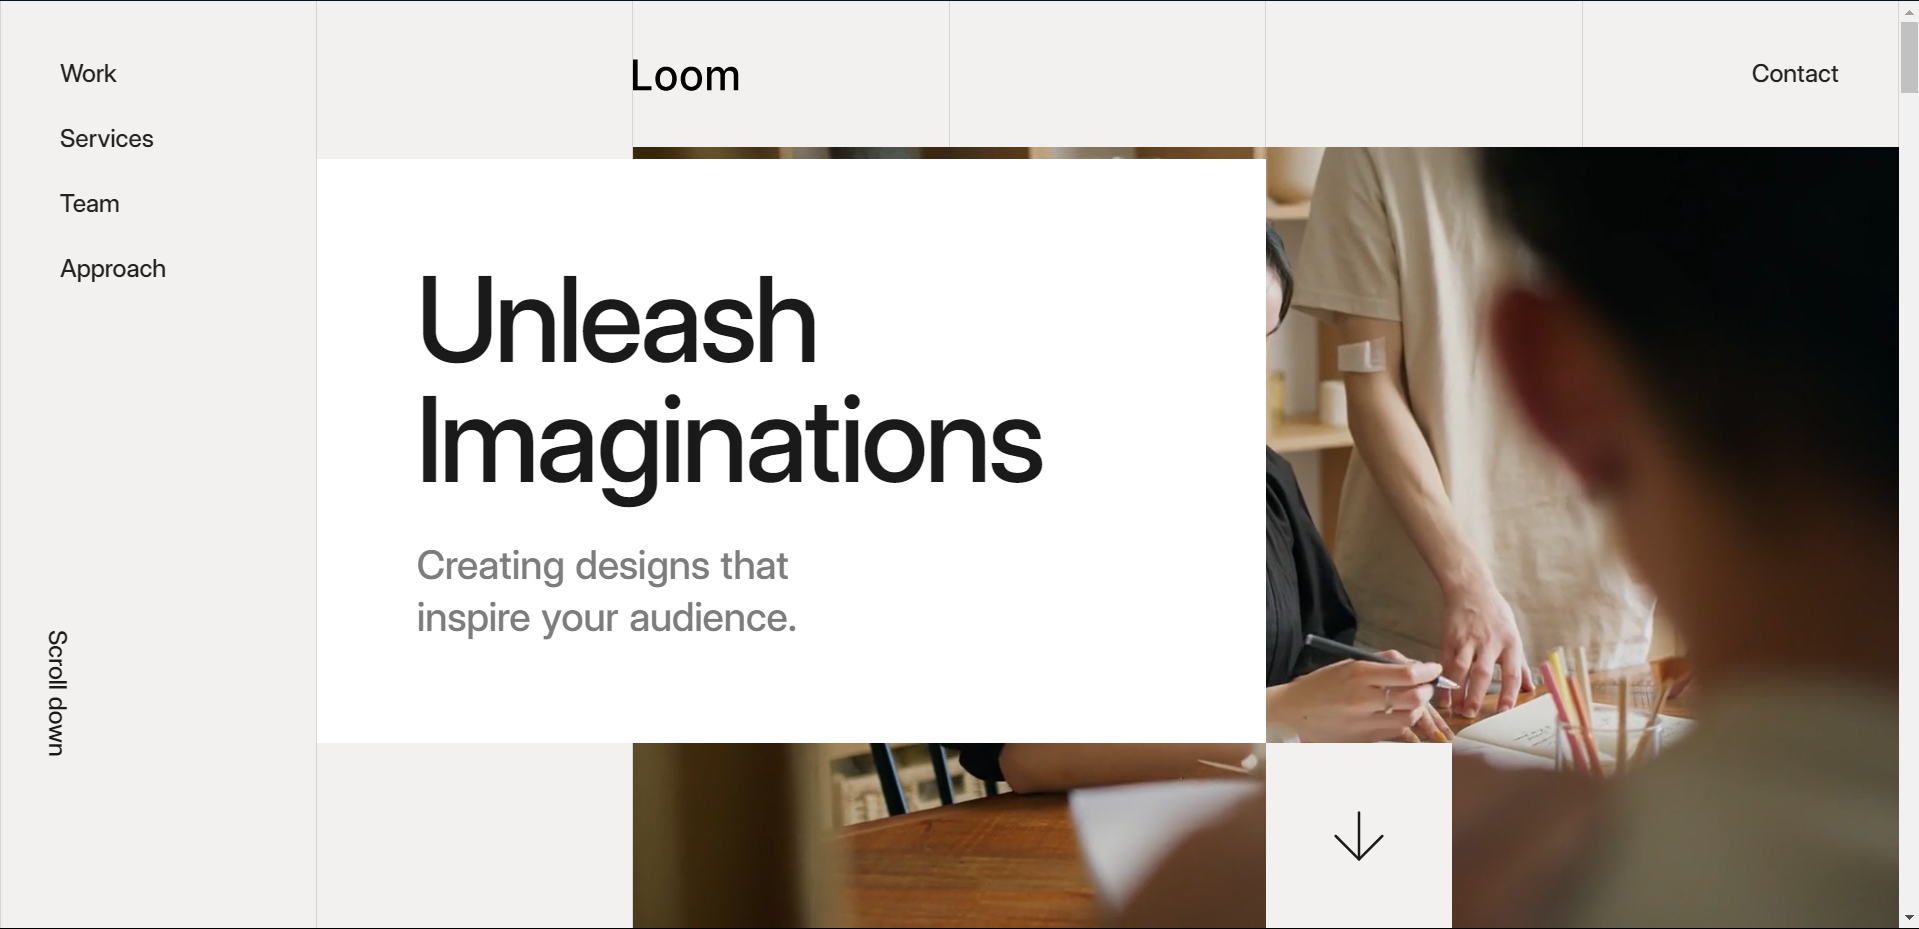 Work
Services
Team
Approach
Loom
Contact
Unleash
Imaginations
Creating designs that
inspire your audience.
Scroll down